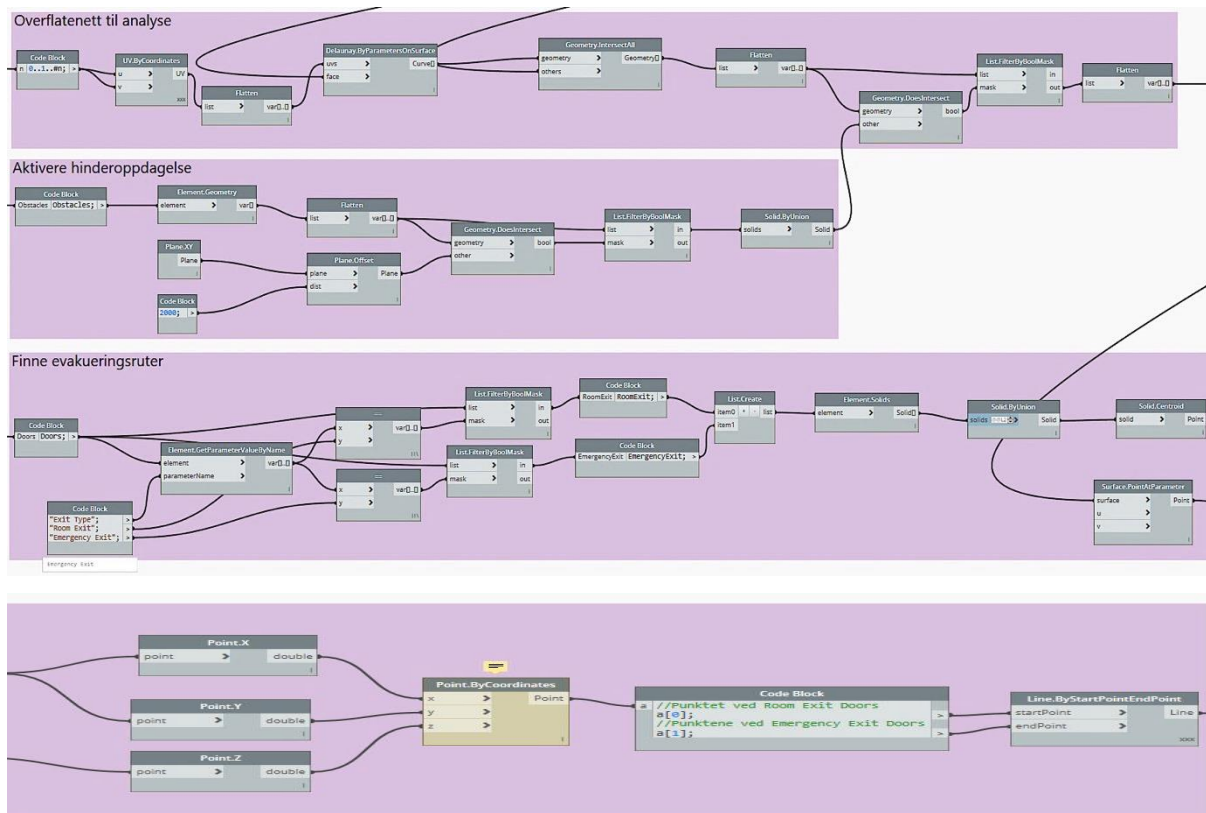 Overflatenett til analyse
Code Block
n 0..1..#n; >
UV.ByCoordinates
u > UV
v >
xxx
Flatten
list > var[]..[]
Delaunay.ByParametersOnSurface
uvs > Curve[]
face >
Geometry.IntersectAll
geometry > Geometry[]
others >
Flatten
list > var[]..[]
Geometry.DoesIntersect
geometry > bool
other >
List.FilterByBoolMask
list > in
mask > out
Flatten
list > var[]..[]
Aktivere hinderoppdagelse
Code Block
Obstacles Obstacles; >
Element.Geometry
element > var[]
Flatten
list > var[]..[]
Plane.XY
Plane
Code Block
2000; >
Plane.Offset
plane > Plane
dist >
Geometry.DoesIntersect
geometry > bool
other >
List.FilterByBoolMask
list > in
mask > out
Solid.ByUnion
solids > Solid
Finne evakueringsruter
Code Block
Doors Doors; >
Element.GetParameterValueByName
element > var[]..[]
parameterName >
Code Block
"Exit Type"; >
"Room Exit"; >
"Emergency Exit"; >
Emergency Exit
==
x > var[]..[]
y >
==
x > var[]..[]
y >
List.FilterByBoolMask
list > in
mask > out
List.FilterByBoolMask
list > in
mask > out
Code Block
RoomExit RoomExit; >
Code Block
EmergencyExit EmergencyExit; >
List.Create
item0 + - list
item1
Element.Solids
element > Solid[]
Solid.ByUnion
solids > Solid
Solid.Centroid
solid > Point
Surface.PointAtParameter
surface > Point
u >
v >
Point.X
point > double
Point.Y
point > double
Point.Z
point > double
Point.ByCoordinates
x > Point
y >
z >
Code Block
a //Punktet ved Room Exit Doors
a[0]; >
//Punktene ved Emergency Exit Doors
a[1]; >
Line.ByStartPointEndPoint
startPoint > Line
endPoint >
xxx